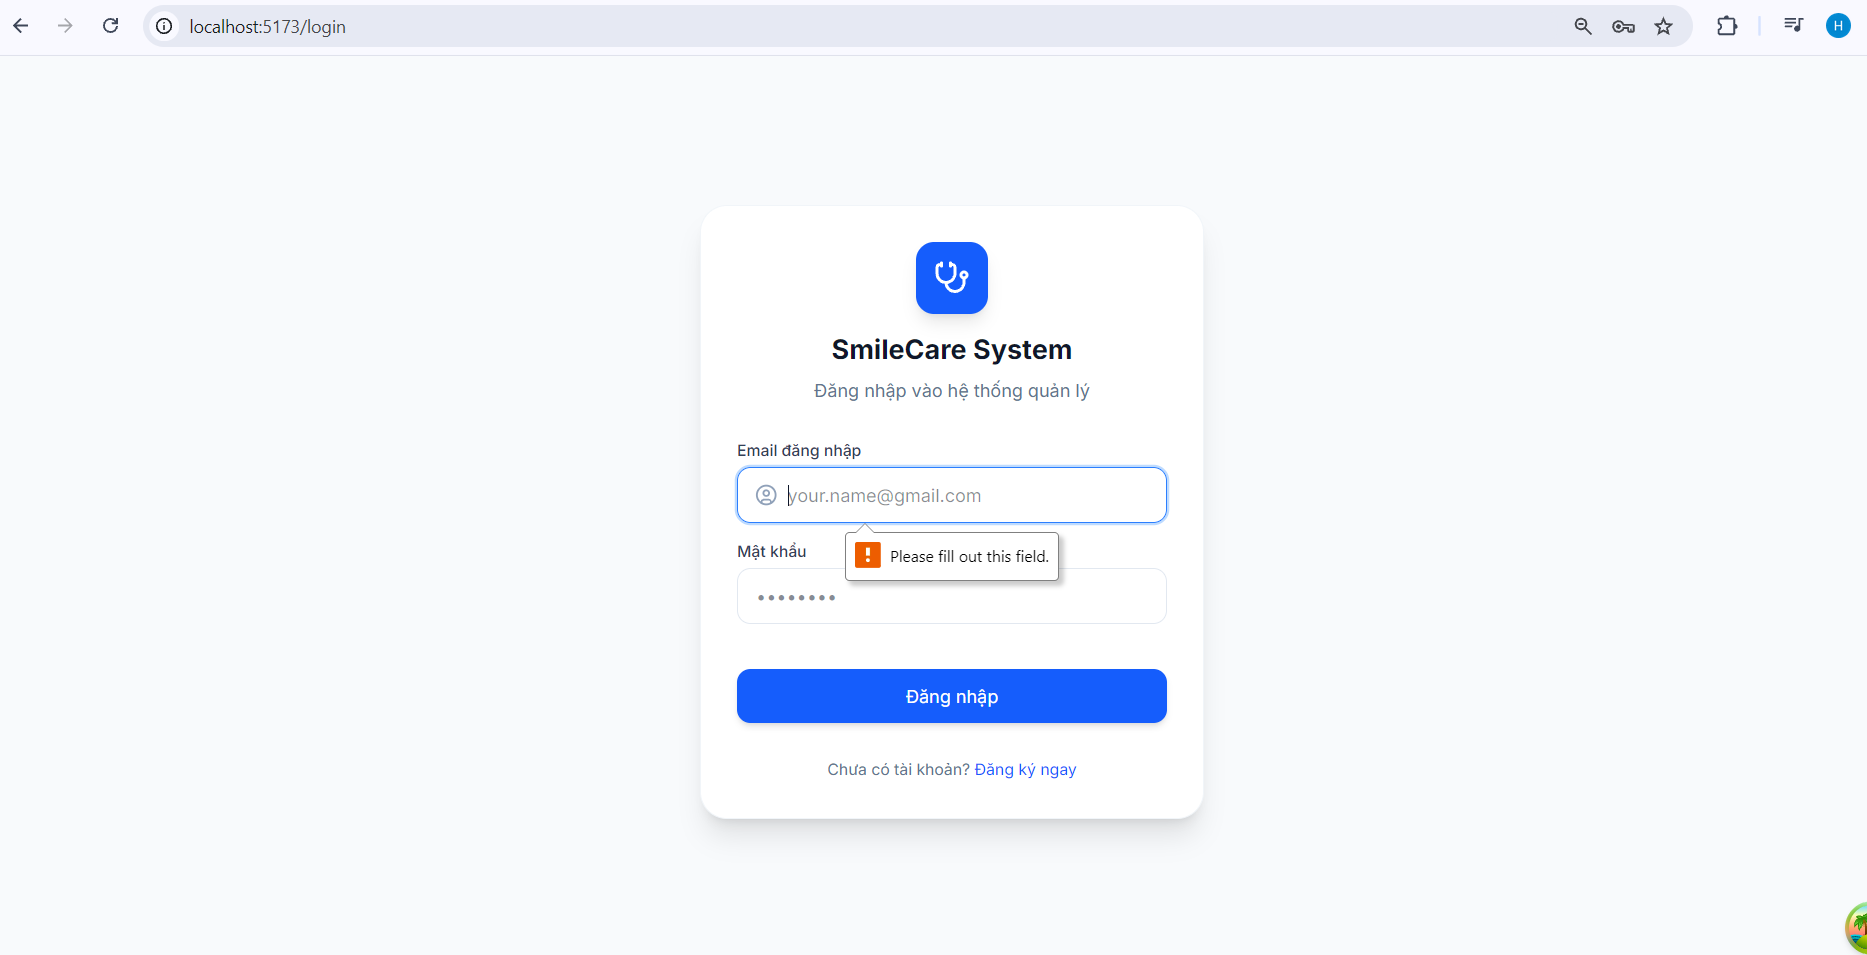 localhost:5173/login
H
SmileCare System
Đăng nhập vào hệ thống quản lý
Email đăng nhập
your.name@gmail.com
Please fill out this field.
Mật khẩu
••••••••
Đăng nhập
Chưa có tài khoản? Đăng ký ngay